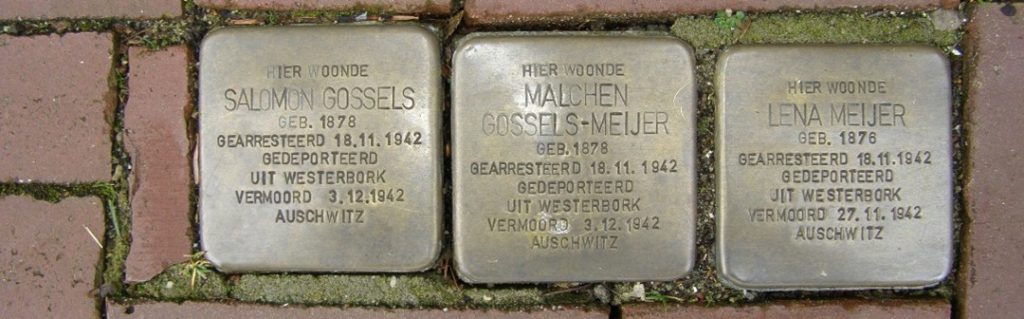 HIER WOONDE
SALOMON GOSSELS
GEB. 1878
GEARRESTEERD 18.11.1942
GEDEPORTEERD
UIT WESTERBORK
VERMOORD 3.12.1942
AUSCHWITZ
HIER WOONDE
MALCHEN
GOSSELS-MEIJER
GEB. 1878
GEARRESTEERD 18.11.1942
GEDEPORTEERD
UIT WESTERBORK
VERMOORD 3.12.1942
AUSCHWITZ
HIER WOONDE
LENA MEIJER
GEB. 1876
GEARRESTEERD 18.11.1942
GEDEPORTEERD
UIT WESTERBORK
VERMOORD 27.11.1942
AUSCHWITZ